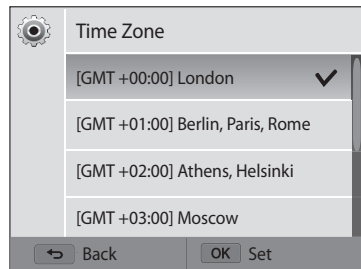 Time Zone
[GMT +00:00] London
[GMT +01:00] Berlin, Paris, Rome
[GMT +02:00] Athens, Helsinki
[GMT +03:00] Moscow
Back OK Set